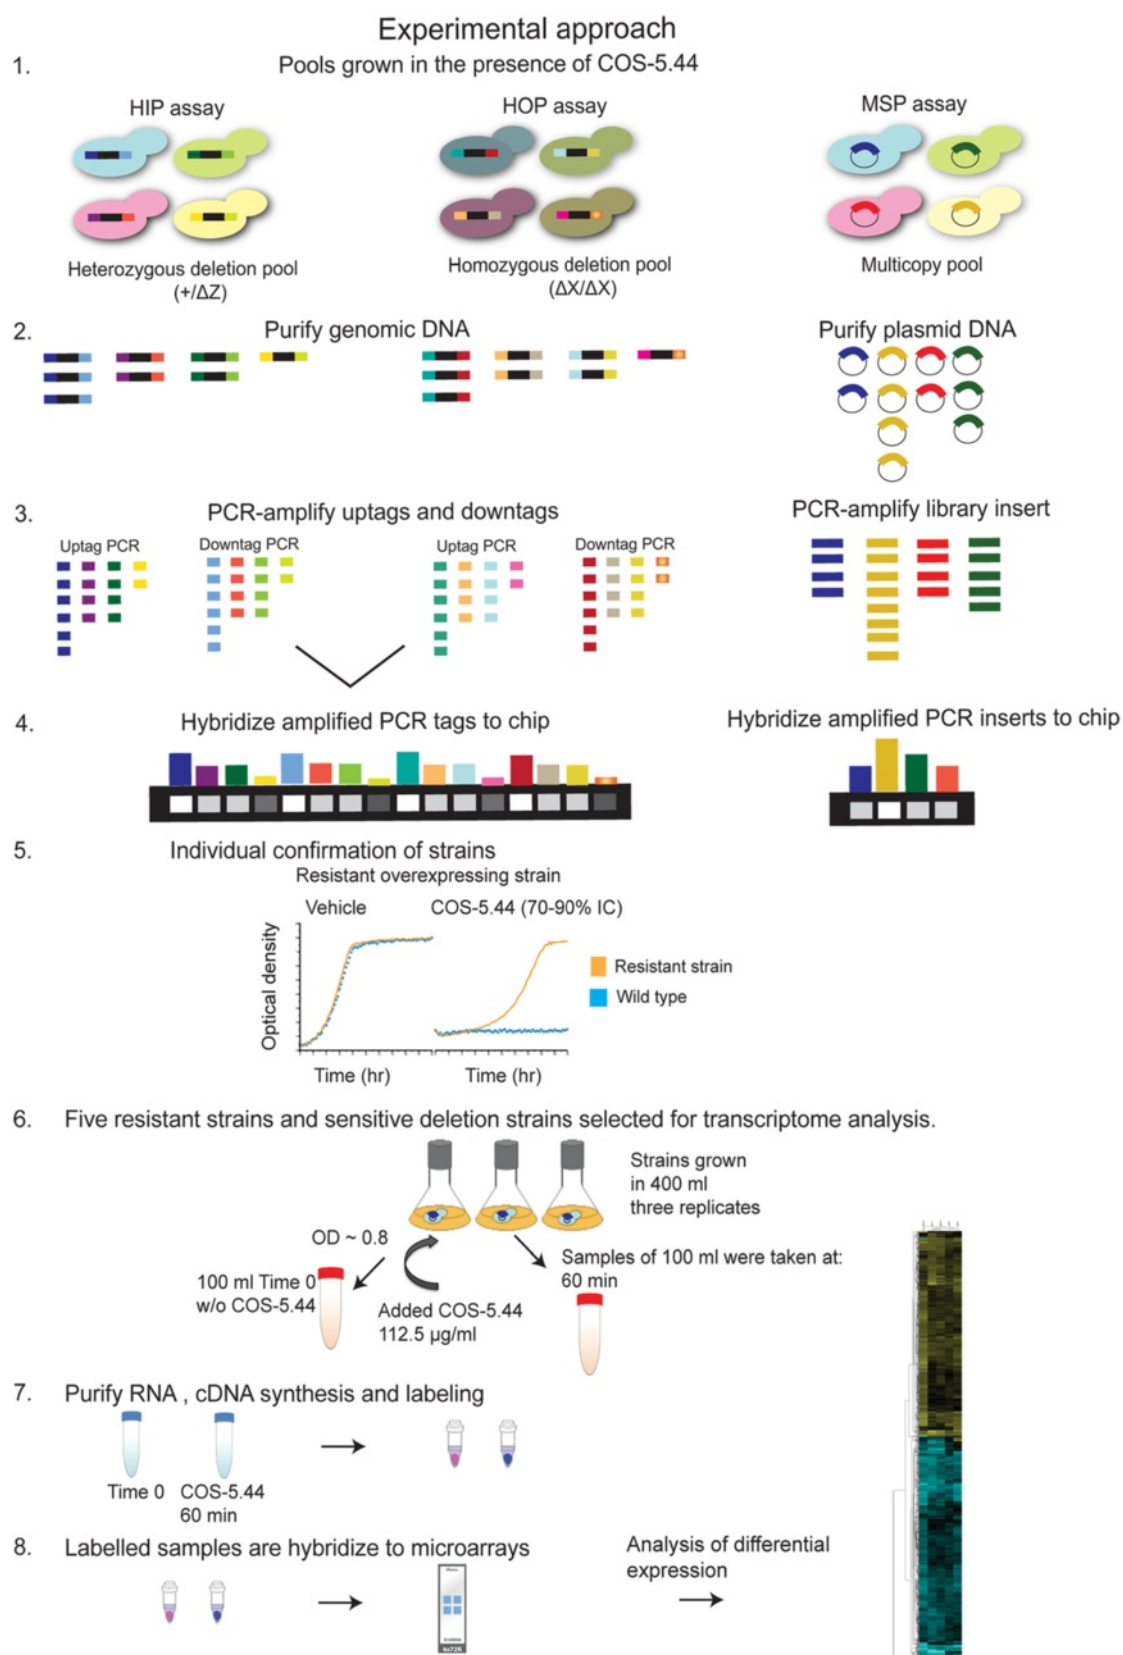 Experimental approach
1.
Pools grown in the presence of COS-5.44
HIP assay
HOP assay
MSP assay
Heterozygous deletion pool
(+/ΔZ)
Homozygous deletion pool
(ΔX/ΔX)
Multicopy pool
2.
Purify genomic DNA
Purify plasmid DNA
3.
PCR-amplify uptags and downtags
PCR-amplify library insert
Uptag PCR
Downtag PCR
Uptag PCR
Downtag PCR
4.
Hybridize amplified PCR tags to chip
Hybridize amplified PCR inserts to chip
5.
Individual confirmation of strains
Resistant overexpressing strain
Vehicle
COS-5.44 (70-90% IC)
Optical density
Resistant strain
Wild type
Time (hr)
Time (hr)
6.
Five resistant strains and sensitive deletion strains selected for transcriptome analysis.
Strains grown
in 400 ml
three replicates
OD ~ 0.8
100 ml Time 0
w/o COS-5.44
Added COS-5.44
112.5 µg/ml
Samples of 100 ml were taken at:
60 min
7.
Purify RNA , cDNA synthesis and labeling
Time 0
COS-5.44
60 min
8.
Labelled samples are hybridize to microarrays
Analysis of differential
expression
4x72K